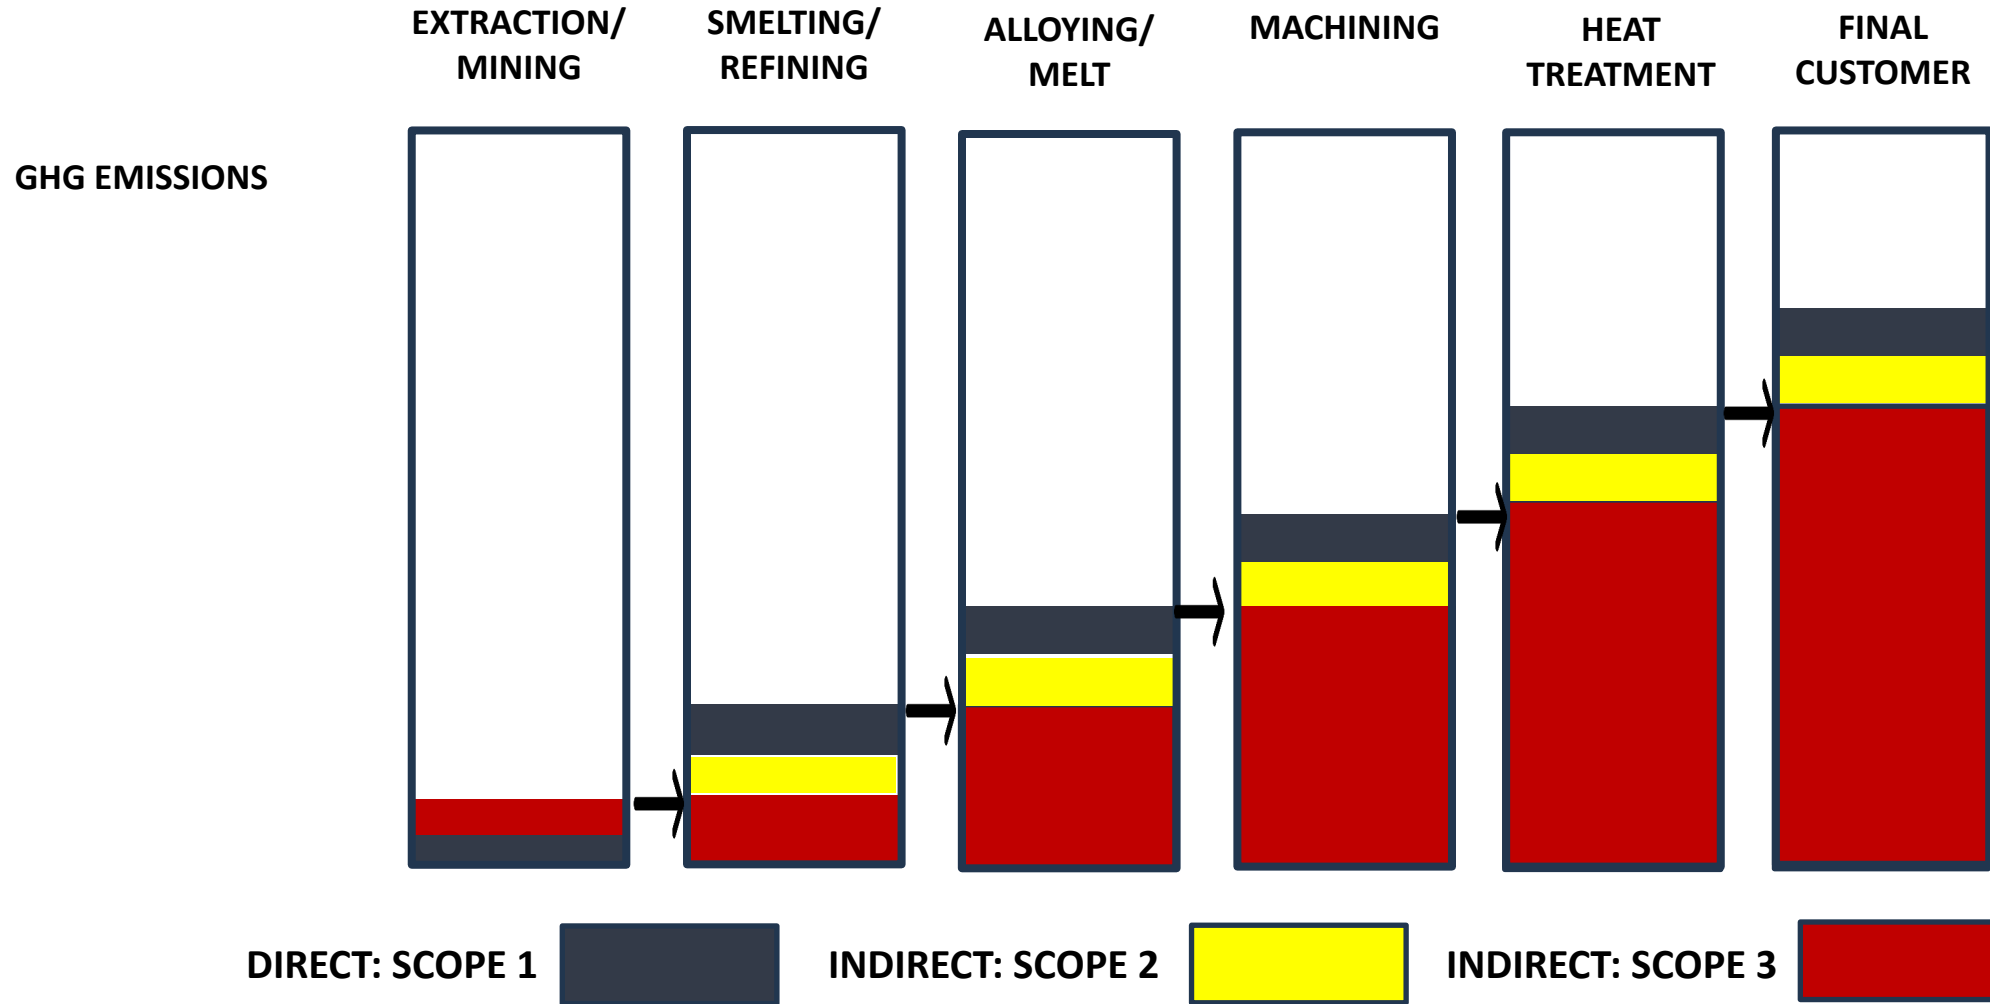 EXTRACTION/
MINING
SMELTING/
REFINING
ALLOYING/
MELT
MACHINING
HEAT
TREATMENT
FINAL
CUSTOMER
GHG EMISSIONS
DIRECT: SCOPE 1
INDIRECT: SCOPE 2
INDIRECT: SCOPE 3